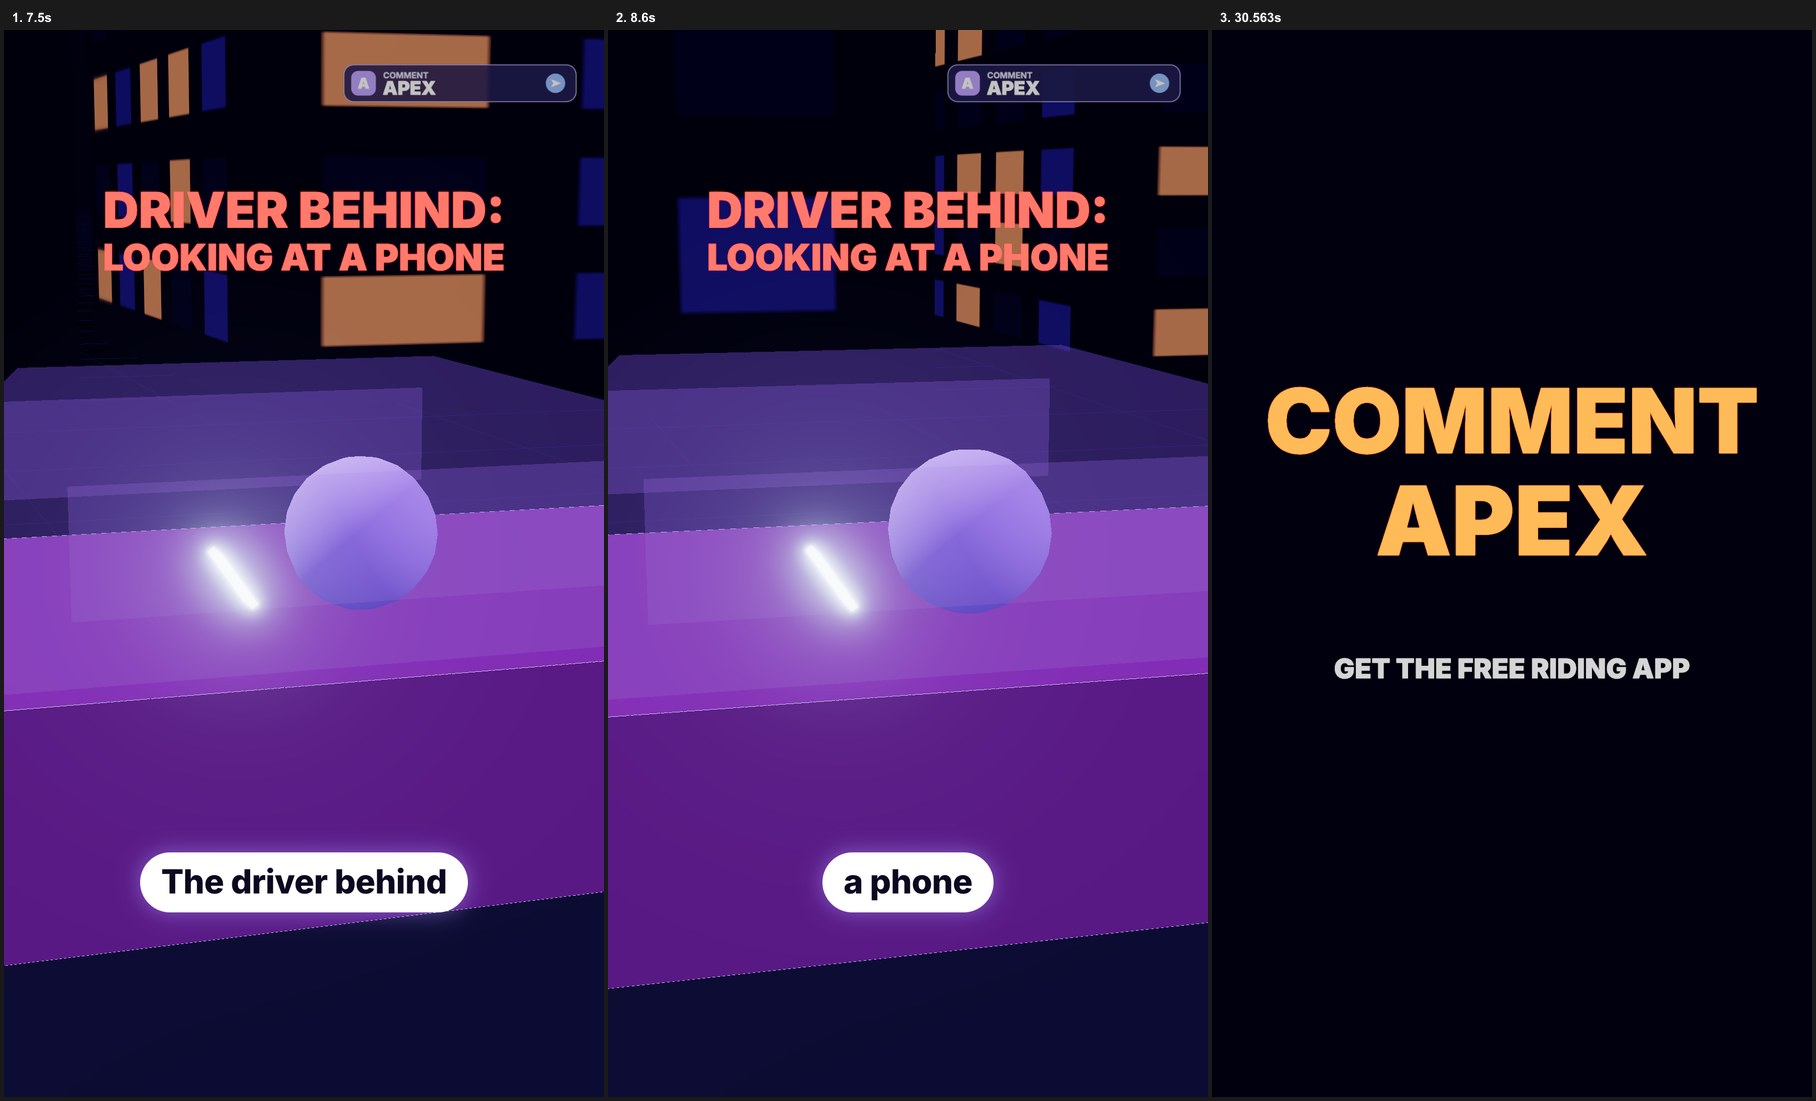 1. 7.5s
COMMENT
A APEX
DRIVER BEHIND:
LOOKING AT A PHONE
The driver behind
2. 8.6s
COMMENT
A APEX
DRIVER BEHIND:
LOOKING AT A PHONE
a phone
3. 30.563s
COMMENT
APEX
GET THE FREE RIDING APP